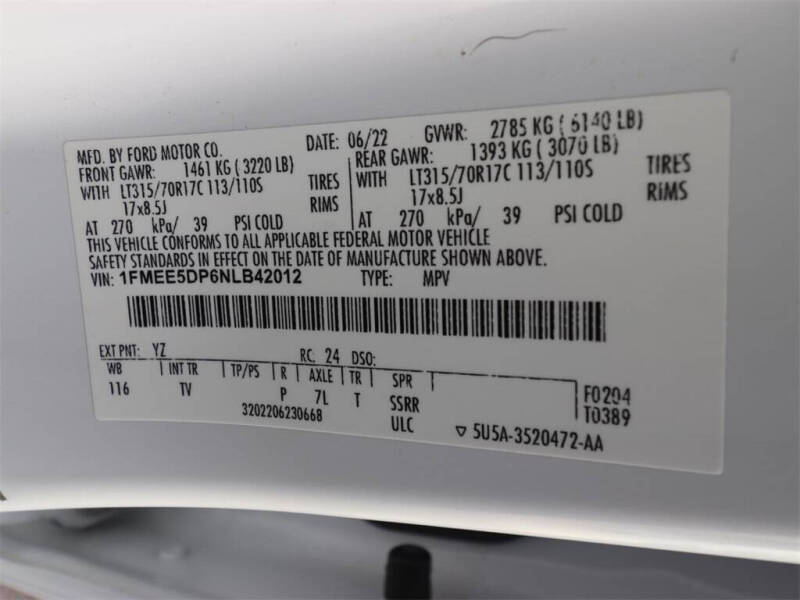 MFD. BY FORD MOTOR CO. DATE: 06/22 GVWR: 2785 KG ( 6140 LB)
FRONT GAWR: 1461 KG ( 3220 LB) REAR GAWR: 1393 KG ( 3070 LB)
WITH LT315/70R17C 113/110S TIRES WITH LT315/70R17C 113/110S TIRES
17x8.5J RIMS 17x8.5J RIMS
AT 270 kPa/ 39 PSI COLD AT 270 kPa/ 39 PSI COLD
THIS VEHICLE CONFORMS TO ALL APPLICABLE FEDERAL MOTOR VEHICLE
SAFETY STANDARDS IN EFFECT ON THE DATE OF MANUFACTURE SHOWN ABOVE.
VIN: 1FMEE5DP6NLB42012 TYPE: MPV
EXT PNT: YZ RC: 24 DSO:
WB INT TR TP/PS R AXLE TR SPR F0204
116 TV P 7L T SSRR T0389
3202206230668 ULC ▽ 5U5A-3520472-AA